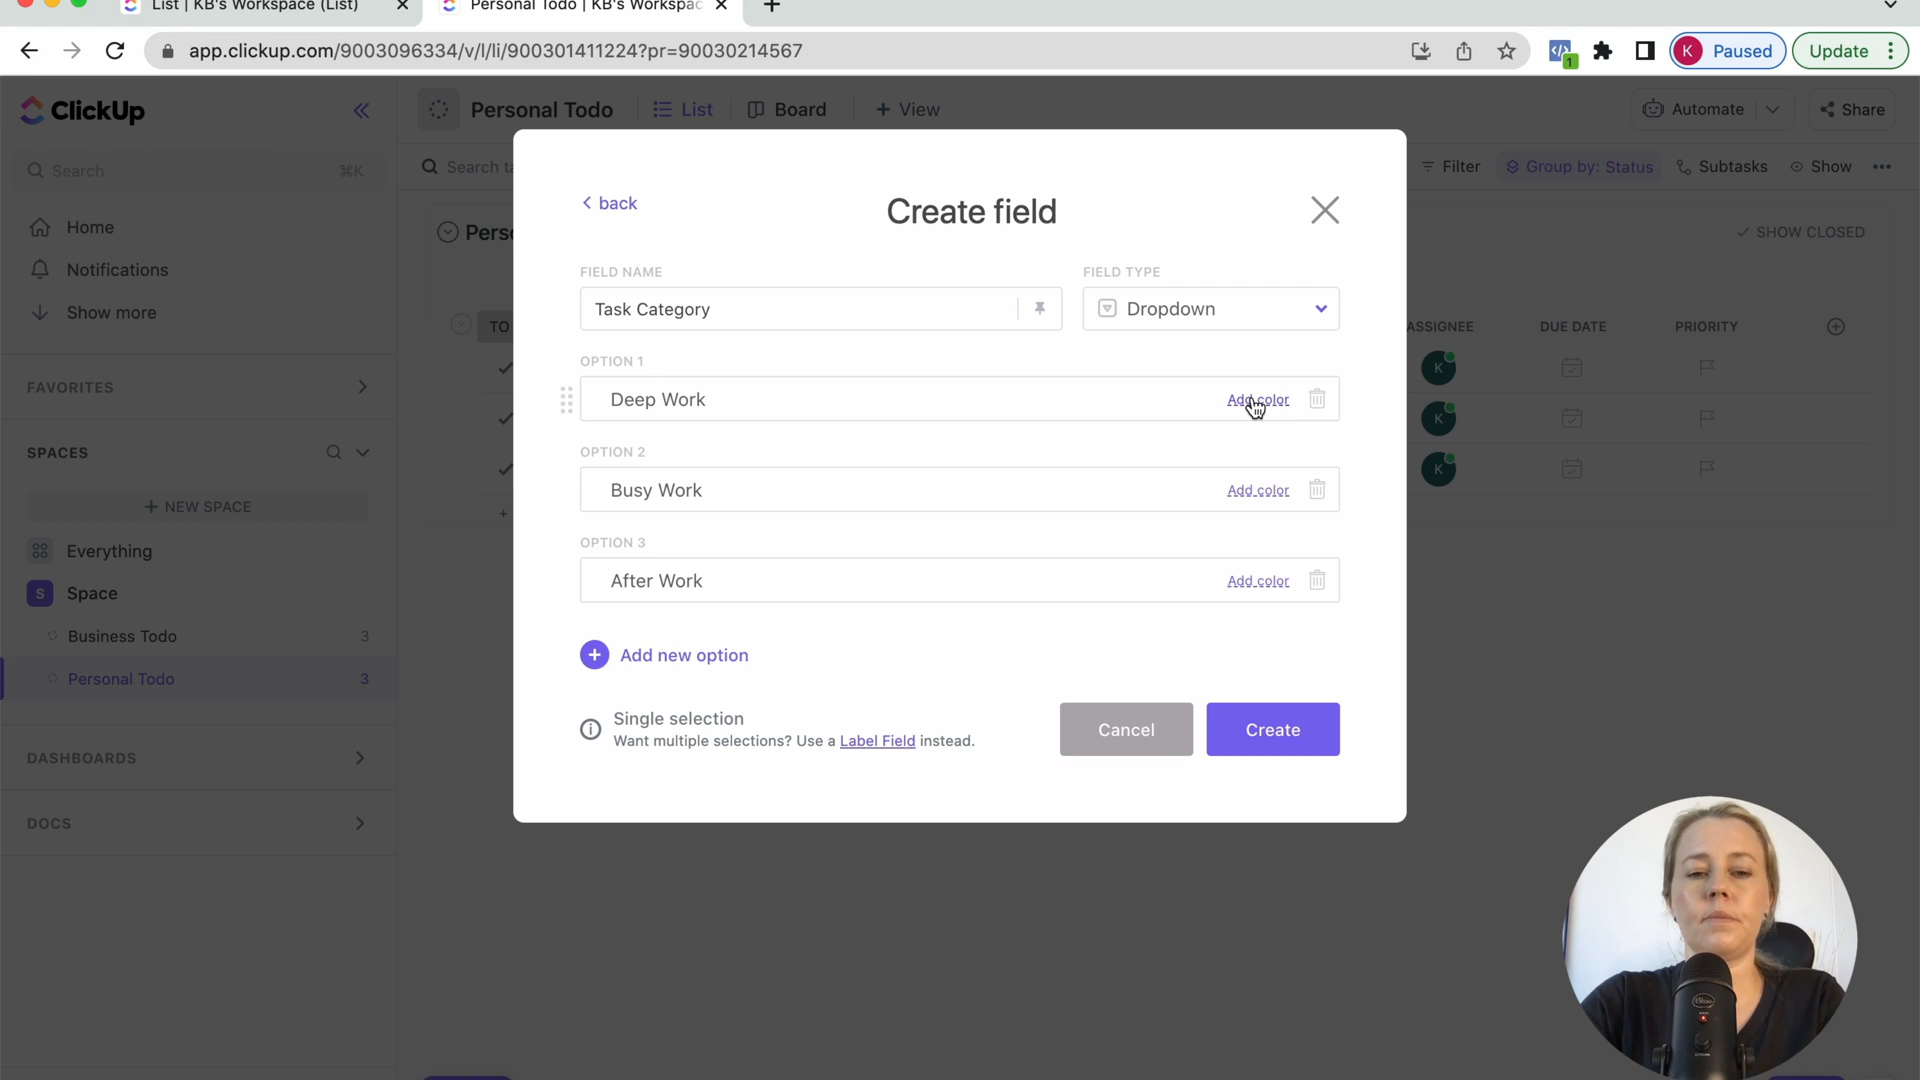 List | KB's Workspace (List)
Personal Todo | KB's Workspac
app.clickup.com/9003096334/v/l/li/900301411224?pr=90030214567
1
K Paused
Update
ClickUp
Personal Todo
List
Board
+ View
Automate
Share
Search
⌘K
Search ta
Filter
Group by: Status
Subtasks
Show
Home
Notifications
Show more
FAVORITES
SPACES
+ NEW SPACE
Everything
S Space
Business Todo 3
Personal Todo 3
DASHBOARDS
DOCS
Perso
SHOW CLOSED
TO
ASSIGNEE
DUE DATE
PRIORITY
K
K
K
back
Create field
FIELD NAME
FIELD TYPE
Task Category
Dropdown
OPTION 1
Deep Work
Add color
OPTION 2
Busy Work
Add color
OPTION 3
After Work
Add color
Add new option
Single selection
Want multiple selections? Use a Label Field instead.
Cancel
Create